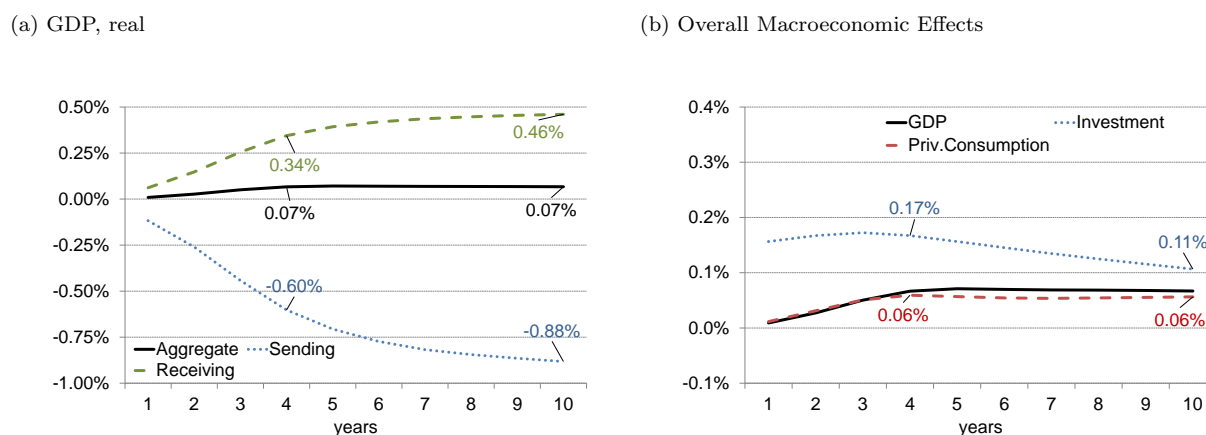 (a) GDP, real
0.50%
0.25%
0.00%
-0.25%
-0.50%
-0.75%
-1.00%
0.46%
0.34%
0.07%
0.07%
-0.60%
-0.88%
Aggregate Sending
Receiving
1 2 3 4 5 6 7 8 9 10
years
(b) Overall Macroeconomic Effects
0.4%
0.3%
0.2%
0.1%
0.0%
-0.1%
GDP Investment
Priv.Consumption
0.17%
0.11%
0.06%
0.06%
1 2 3 4 5 6 7 8 9 10
years